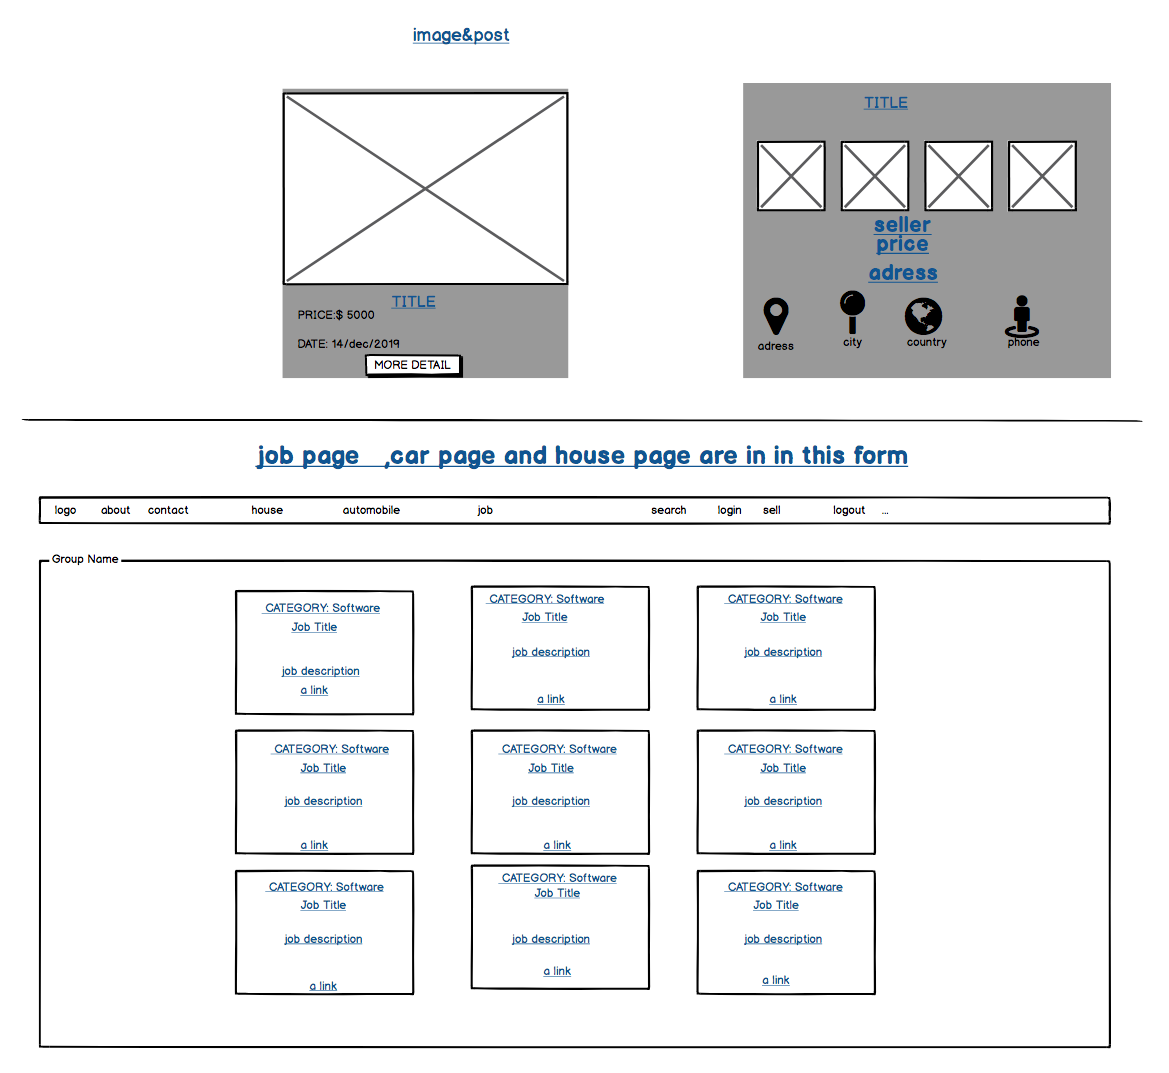 image&post
TITLE
PRICE:$ 5000
DATE: 14/dec/2019
MORE DETAIL
TITLE
seller
price
adress
adress city country phone
job page ,car page and house page are in in this form
logo about contact house automobile job search login sell logout ...
Group Name
CATEGORY: Software
Job Title
job description
a link
CATEGORY: Software
Job Title
job description
a link
CATEGORY: Software
Job Title
job description
a link
CATEGORY: Software
Job Title
job description
a link
CATEGORY: Software
Job Title
job description
a link
CATEGORY: Software
Job Title
job description
a link
CATEGORY: Software
Job Title
job description
a link
CATEGORY: Software
Job Title
job description
a link
CATEGORY: Software
Job Title
job description
a link